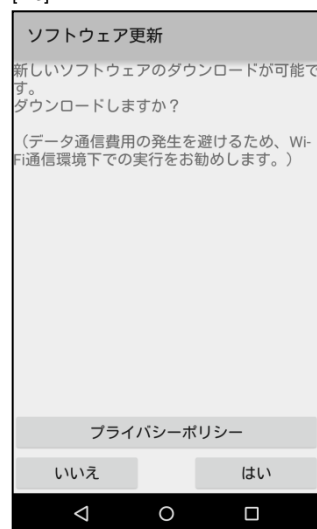 ソフトウェア更新
新しいソフトウェアのダウンロードが可能で
す。
ダウンロードしますか？
（データ通信費用の発生を避けるため、Wi-
Fi通信環境下での実行をお勧めします。）
プライバシーポリシー
いいえ
はい